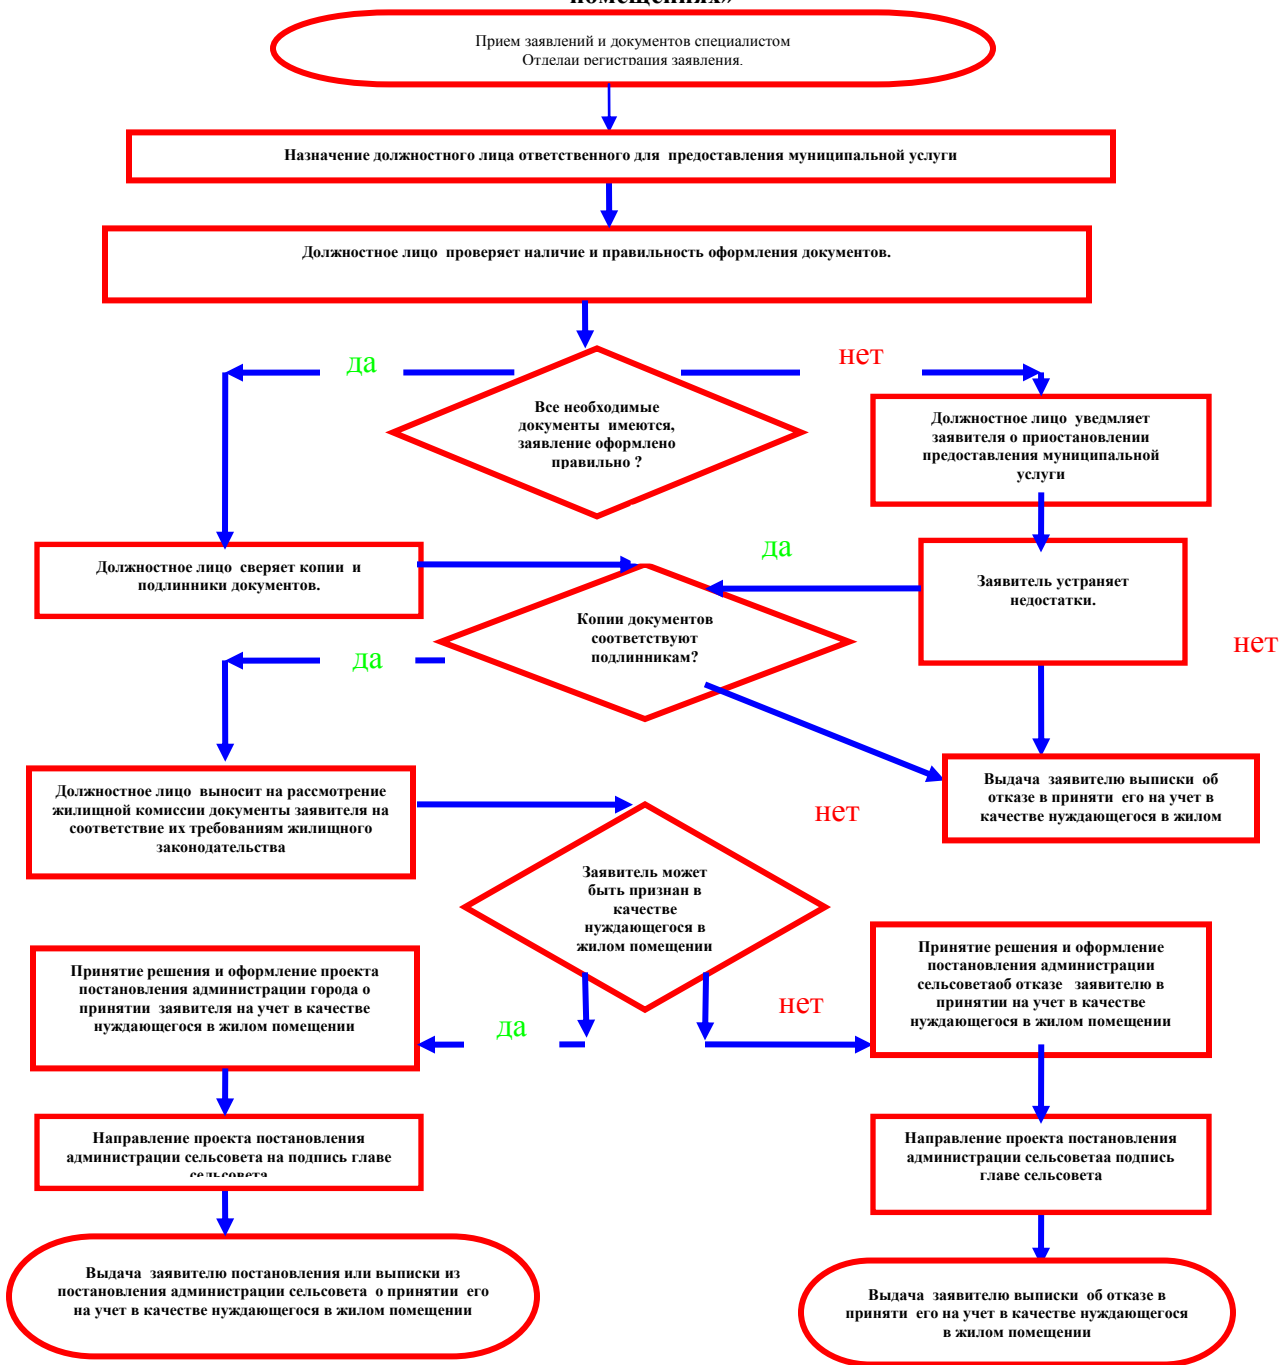 помещениях»
Прием заявлений и документов специалистом
Отделаи регистрация заявления.
Назначение должностного лица ответственного для предоставления муниципальной услуги
Должностное лицо проверяет наличие и правильность оформления документов.
да
нет
Все необходимые
документы имеются,
заявление оформлено
правильно ?
Должностное лицо уведмляет
заявителя о приостановлении
предоставления муниципальной
услуги
Должностное лицо сверяет копии и
подлинники документов.
да
Заявитель устраняет
недостатки.
Копии документов
соответствуют
подлинникам?
нет
да
Должностное лицо выносит на рассмотрение
жилищной комиссии документы заявителя на
соответствие их требованиям жилищного
законодательства
нет
Выдача заявителю выписки об
отказе в приняти его на учет в
качестве нуждающегося в жилом
Заявитель может
быть признан в
качестве
нуждающегося в
жилом помещении
Принятие решения и оформление проекта
постановления администрации города о
принятии заявителя на учет в качестве
нуждающегося в жилом помещении
да
нет
Принятие решения и оформление
постановления администрации
сельсоветаоб отказе заявителю в
принятии на учет в качестве
нуждающегося в жилом помещении
Направление проекта постановления
администрации сельсовета на подпись главе
сельсовета
Направление проекта постановления
администрации сельсоветаа подпись
главе сельсовета
Выдача заявителю постановления или выписки из
постановления администрации сельсовета о принятии его
на учет в качестве нуждающегося в жилом помещении
Выдача заявителю выписки об отказе в
приняти его на учет в качестве нуждающегося
в жилом помещении